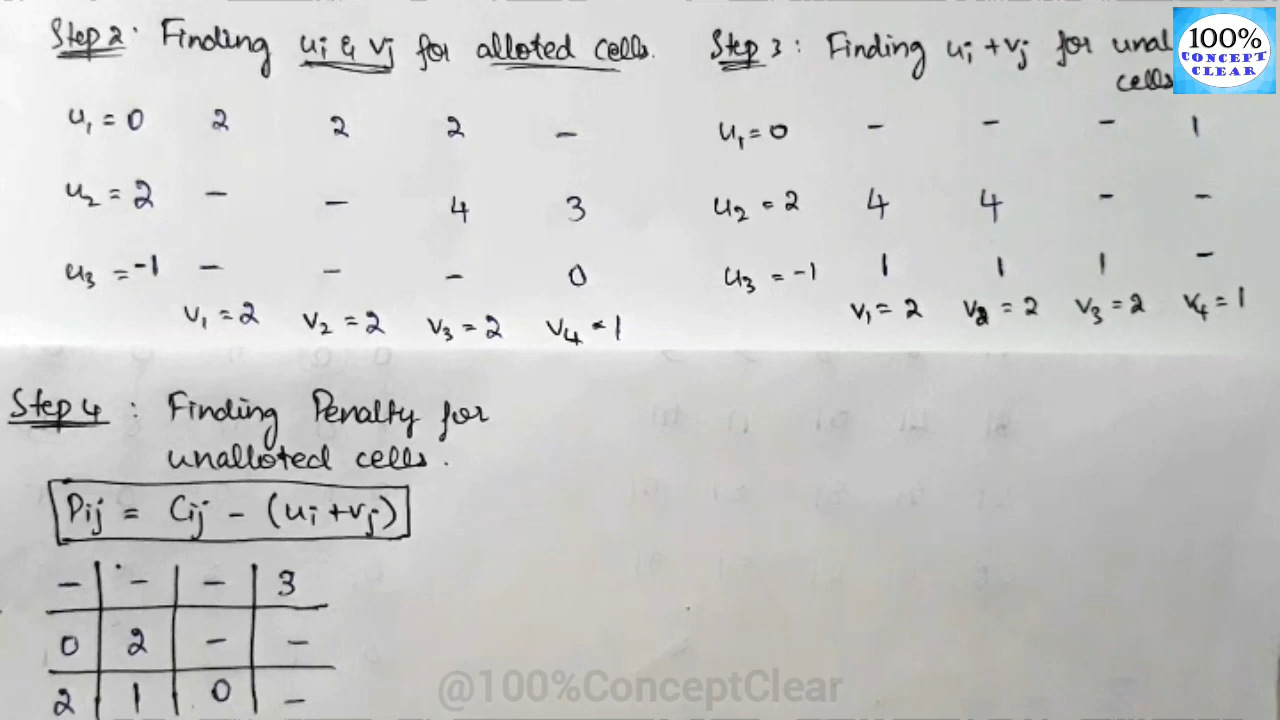 Step 2 : Finding ui & vj for alloted cells.
u1 = 0 2 2 2 -
u2 = 2 - - 4 3
u3 = -1 - - - 0
v1 = 2 v2 = 2 v3 = 2 v4 = 1
Step 3 : Finding ui + vj for unal
cells
u1 = 0 - - - 1
u2 = 2 4 4 - -
u3 = -1 1 1 1 -
v1 = 2 v2 = 2 v3 = 2 v4 = 1
100%
CONCEPT
CLEAR
Step 4 : Finding Penalty for
unalloted cells.
Pij = Cij - (ui + vj)
- - - 3
0 2 - -
2 1 0 -
@100%ConceptClear